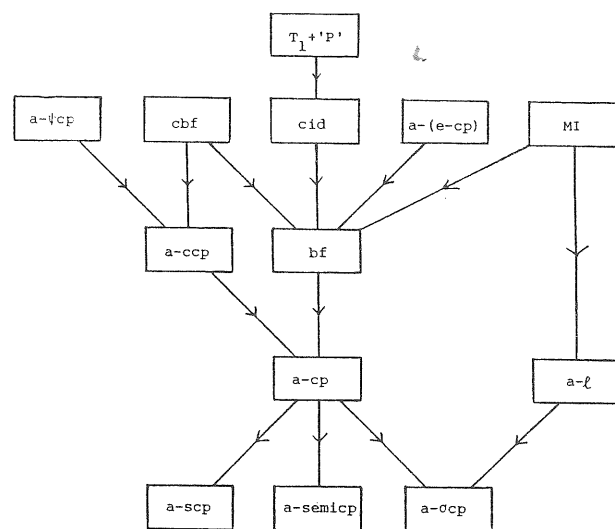 T₁+'P'
a-ψcp
cbf
cid
a-(e-cp)
MI
a-ccp
bf
a-cp
a-ℓ
a-scp
a-semicp
a-σcp